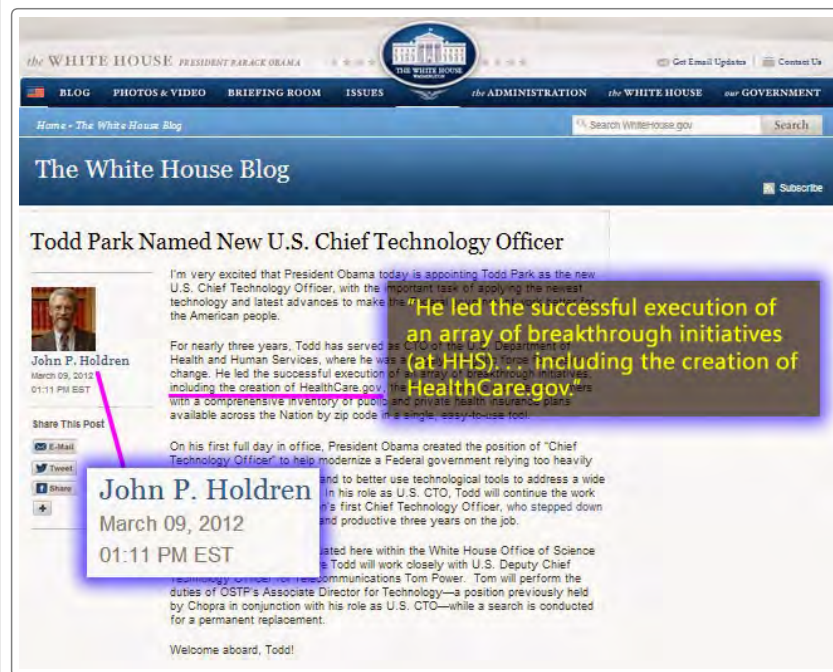 the WHITE HOUSE PRESIDENT BARACK OBAMA
THE WHITE HOUSE
WASHINGTON
Get Email Updates
Contact Us
BLOG PHOTOS & VIDEO BRIEFING ROOM ISSUES the ADMINISTRATION the WHITE HOUSE our GOVERNMENT
Home • The White House Blog
Search WhiteHouse.gov
Search
The White House Blog
Subscribe
Todd Park Named New U.S. Chief Technology Officer
John P. Holdren
March 09, 2012
01:11 PM EST
Share This Post
E-Mail
Tweet
Share
+
I'm very excited that President Obama today is appointing Todd Park as the new
U.S. Chief Technology Officer, with the important task of applying the newest
technology and latest advances to make the for
the American people.
For nearly three years, Todd has served as CTO of the U.S. Department of
Health and Human Services, where he was a force
change. He led the successful execution of an array of breakthrough initiatives,
including the creation of HealthCare.gov, the
with a comprehensive inventory of public and private health insurance plans
available across the Nation by zip code in a single, easy-to-use tool.
On his first full day in office, President Obama created the position of "Chief
Technology Officer" to help modernize a Federal government relying too heavily
and to better use technological tools to address a wide
In his role as U.S. CTO, Todd will continue the work
first Chief Technology Officer, who stepped down
and productive three years on the job.
here within the White House Office of Science
Todd will work closely with U.S. Deputy Chief
Technology Officer for Telecommunications Tom Power. Tom will perform the
duties of OSTP's Associate Director for Technology—a position previously held
by Chopra in conjunction with his role as U.S. CTO—while a search is conducted
for a permanent replacement.
Welcome aboard, Todd!
"He led the successful execution of
an array of breakthrough initiatives
(at HHS) ... including the creation of
HealthCare.gov."
John P. Holdren
March 09, 2012
01:11 PM EST